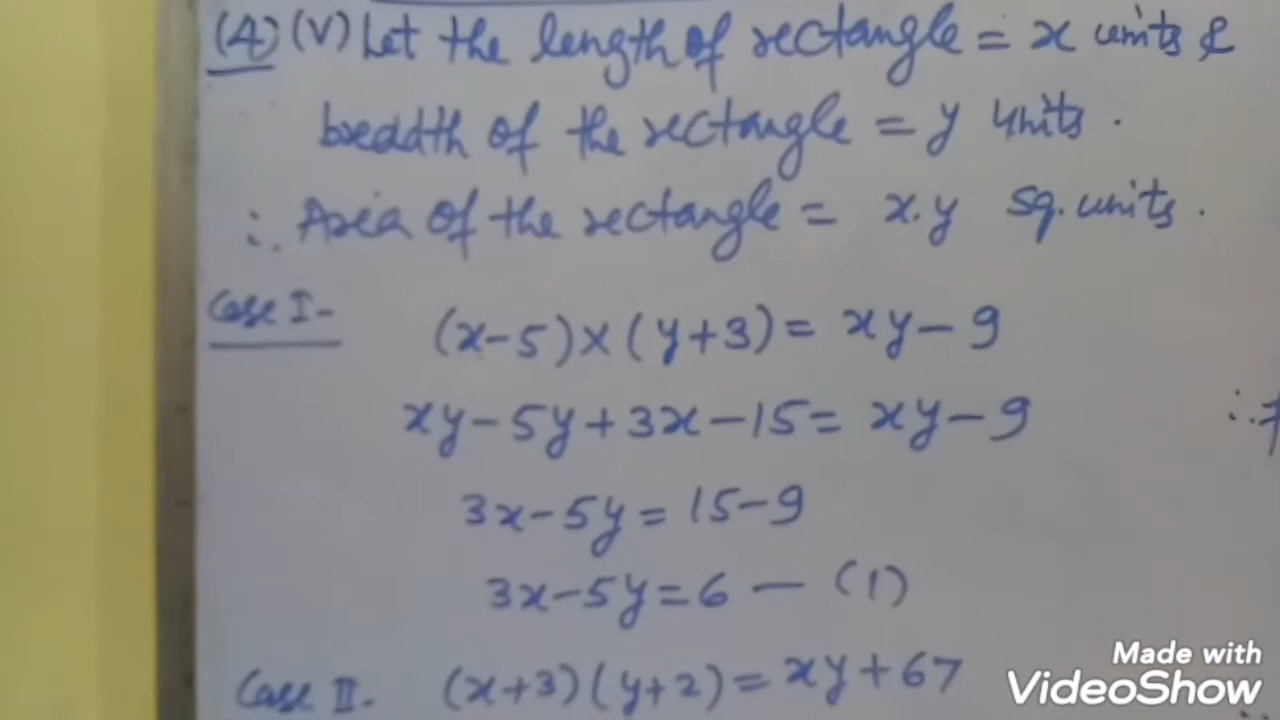 (A) (V) Let the length of rectangle = x units &
breadth of the rectangle = y units.
∴ Area of the rectangle = x.y sq. units.
Case I- (x-5)×(y+3) = xy-9
xy-5y+3x-15 = xy-9
∴
3x-5y = 15-9
3x-5y = 6 — (1)
Case II- (x+3)(y+2) = xy+67
Made with
VideoShow